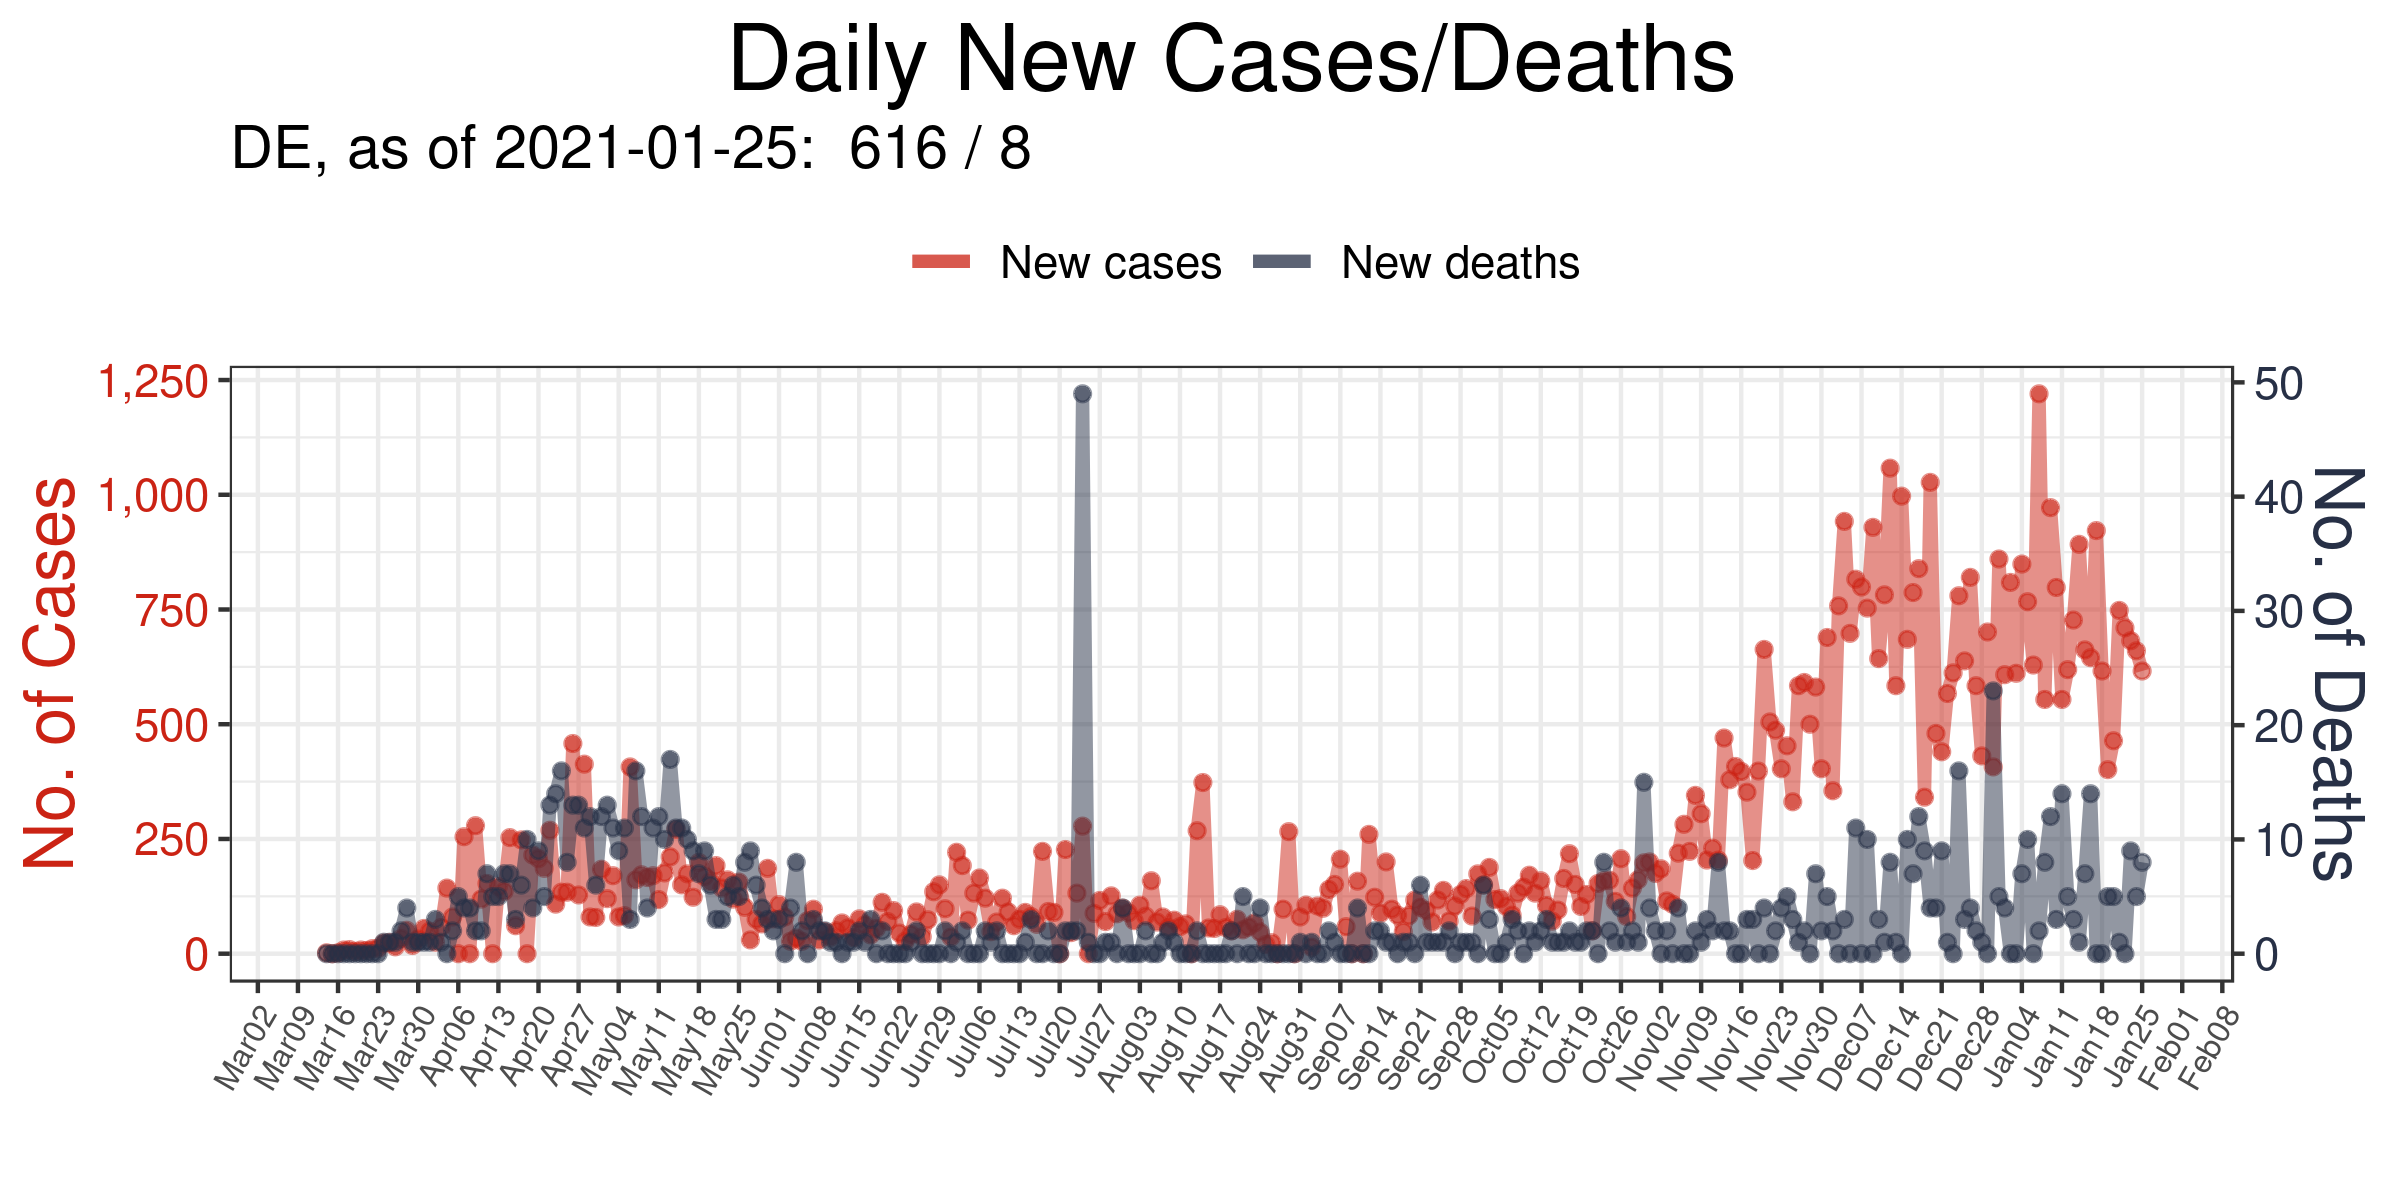 Daily New Cases/Deaths
DE, as of 2021-01-25:  616 / 8
New cases
New deaths
No. of Cases
1,250
1,000
750
500
250
0
50
40
30
20
10
0
No. of Deaths
Mar02
Mar09
Mar16
Mar23
Mar30
Apr06
Apr13
Apr20
Apr27
May04
May11
May18
May25
Jun01
Jun08
Jun15
Jun22
Jun29
Jul06
Jul13
Jul20
Jul27
Aug03
Aug10
Aug17
Aug24
Aug31
Sep07
Sep14
Sep21
Sep28
Oct05
Oct12
Oct19
Oct26
Nov02
Nov09
Nov16
Nov23
Nov30
Dec07
Dec14
Dec21
Dec28
Jan04
Jan11
Jan18
Jan25
Feb01
Feb08